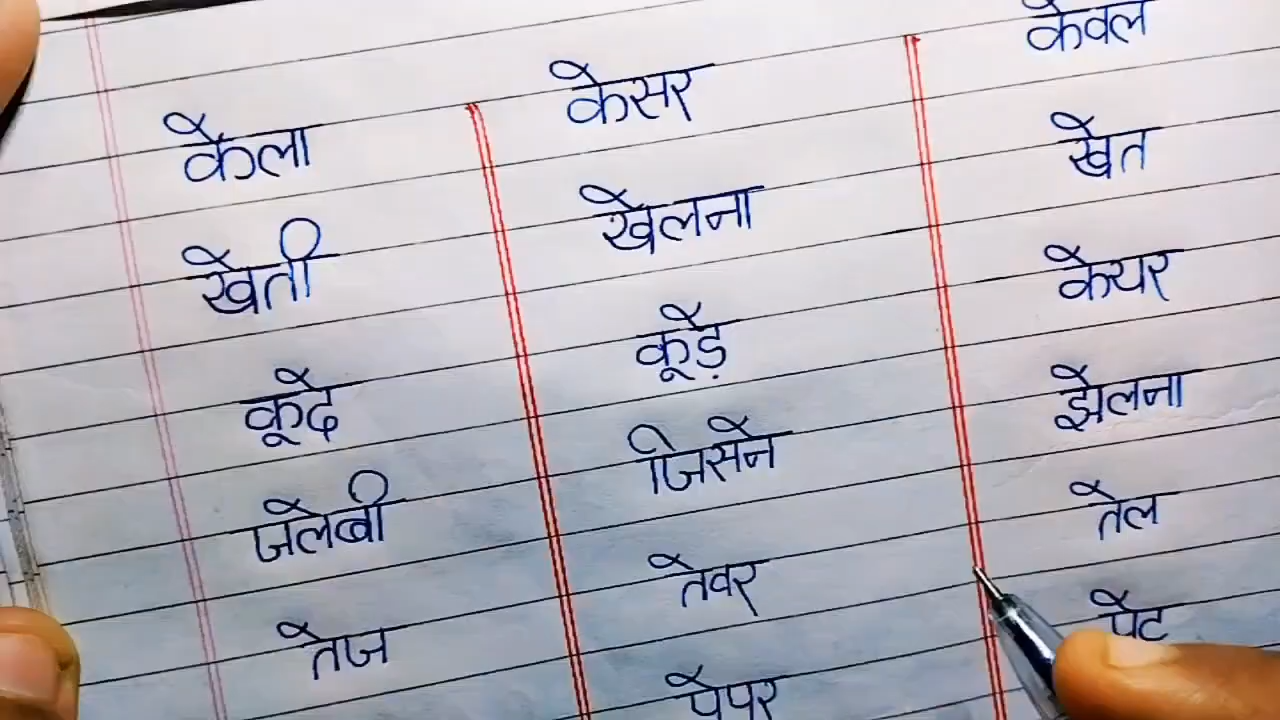 केला केसर केवल
खेती खेलना खेत
कूदे कूड़े केयर
जलेबी जिसने झेलना
तेज तेवर तेल
पेपर पेट